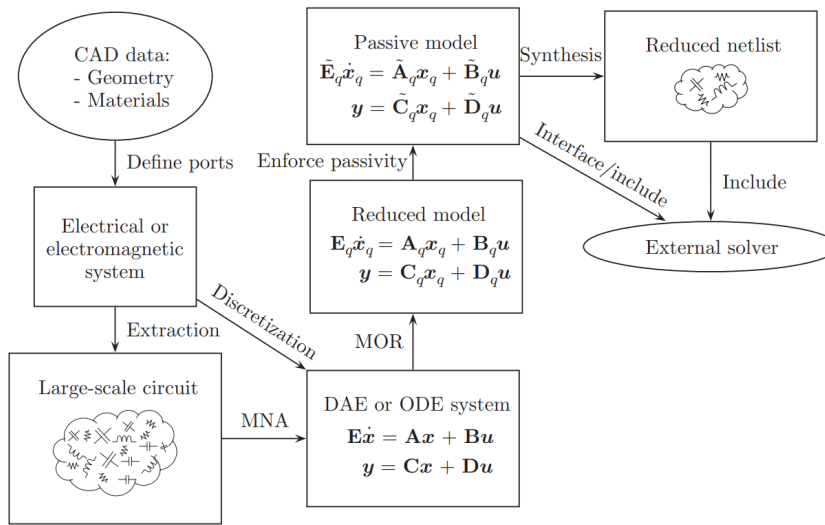 CAD data:
- Geometry
- Materials
Define ports
Electrical or
electromagnetic
system
Extraction
Discretization
Large-scale circuit
MNA
DAE or ODE system
Eẋ = Ax + Bu
y = Cx + Du
MOR
Reduced model
E_qẋ_q = A_qx_q + B_qu
y = C_qx_q + D_qu
Enforce passivity
Passive model
Ẽ_qẋ_q = Ã_qx_q + B̃_qu
y = C̃_qx_q + D̃_qu
Synthesis
Interface/include
Reduced netlist
Include
External solver